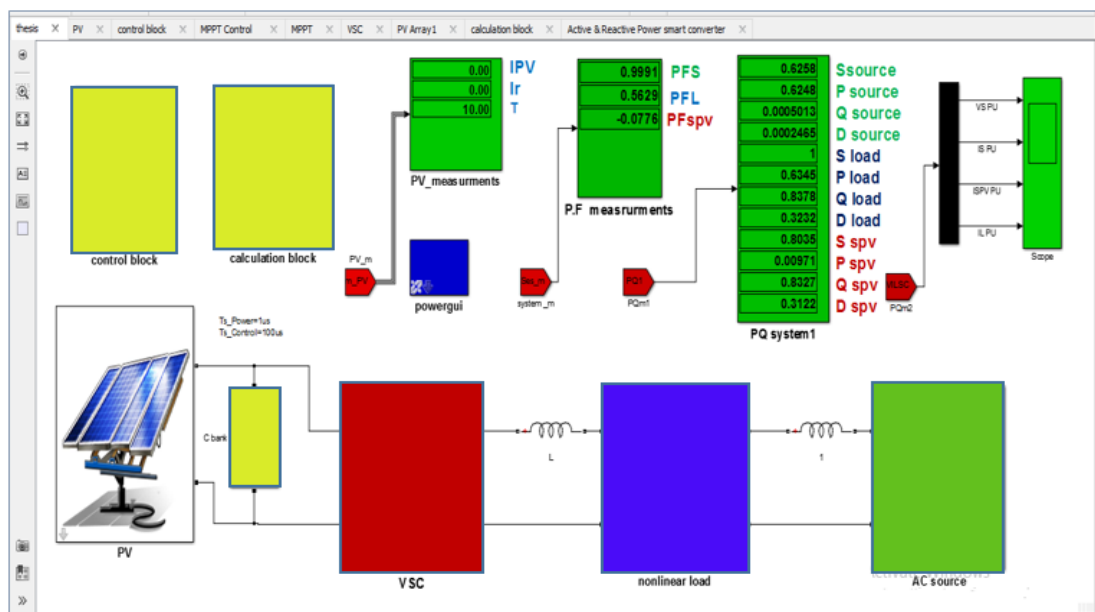 thesis × PV × control block × MPPT Control × MPPT × VSC × PV Array1 × calculation block × Active & Reactive Power smart converter ×
0.00 IPV
0.00 Ir
10.00 T
PV_measurments
0.9991 PFS
0.5629 PFL
-0.0776 PFspv
P.F measrurments
0.6258 Ssource
0.6248 P source
0.0005013 Q source
0.0002465 D source
1 S load
0.6345 P load
0.8378 Q load
0.3232 D load
0.8035 S spv
0.00971 P spv
0.8327 Q spv
0.3122 D spv
PQ system1
VS PU
IS PU
ISPV PU
IL PU
Scope
control block
calculation block
PV_m
m_PV
powergui
system_m
PQ1
PQm1
PQm2
Ts_Power=1us
Ts_Control=100us
C bank
PV
VSC
L
nonlinear load
1
AC source